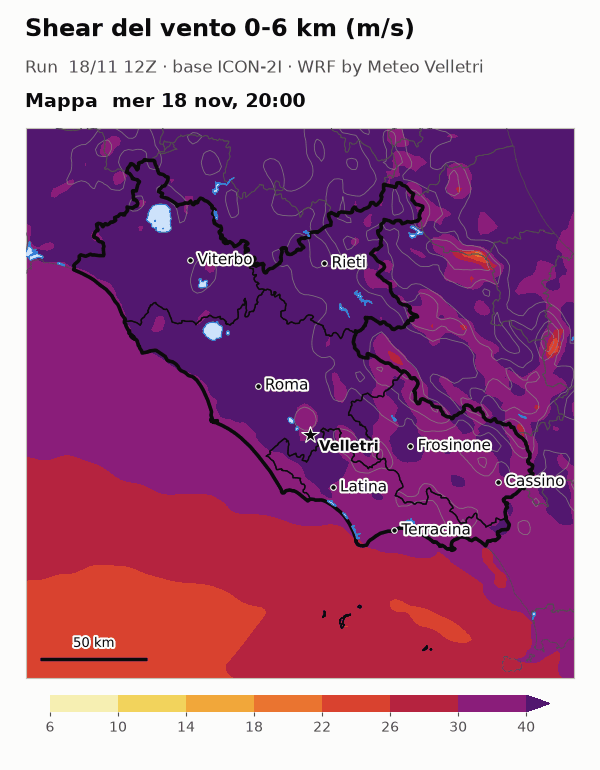 Shear del vento 0-6 km (m/s)
Run  18/11 12Z · base ICON-2I · WRF by Meteo Velletri
Mappa  mer 18 nov, 20:00
Viterbo
Rieti
Roma
Velletri
Frosinone
Latina
Cassino
Terracina
50 km
6 10 14 18 22 26 30 40